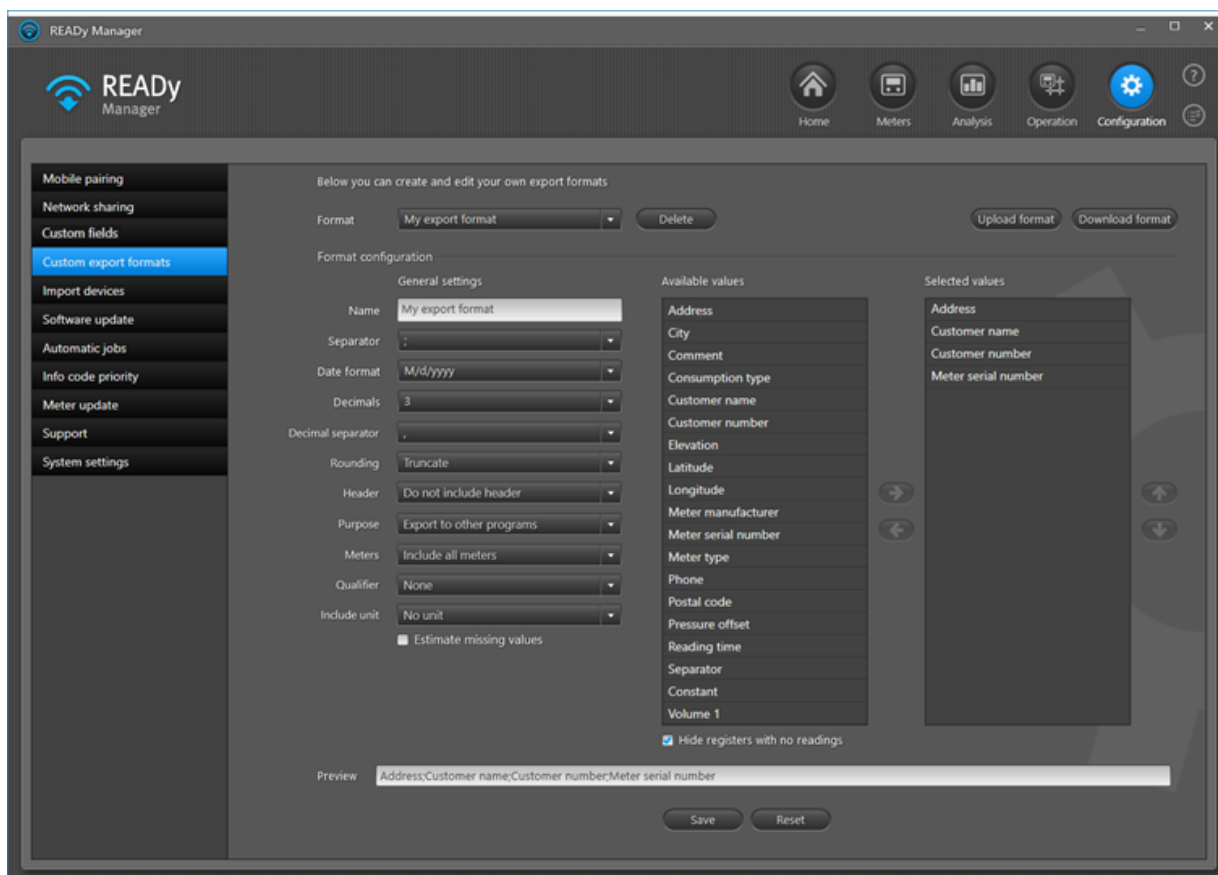 READy Manager
READy
Manager
Home
Meters
Analysis
Operation
Configuration
?
Mobile pairing
Network sharing
Custom fields
Custom export formats
Import devices
Software update
Automatic jobs
Info code priority
Meter update
Support
System settings
Below you can create and edit your own export formats
Format
My export format
Delete
Upload format
Download format
Format configuration
General settings
Name
My export format
Separator
;
Date format
M/d/yyyy
Decimals
3
Decimal separator
Rounding
Truncate
Header
Do not include header
Purpose
Export to other programs
Meters
Include all meters
Qualifier
None
Include unit
No unit
Estimate missing values
Available values
Address
City
Comment
Consumption type
Customer name
Customer number
Elevation
Latitude
Longitude
Meter manufacturer
Meter serial number
Meter type
Phone
Postal code
Pressure offset
Reading time
Separator
Constant
Volume 1
Hide registers with no readings
Selected values
Address
Customer name
Customer number
Meter serial number
Preview
Address;Customer name;Customer number;Meter serial number
Save
Reset